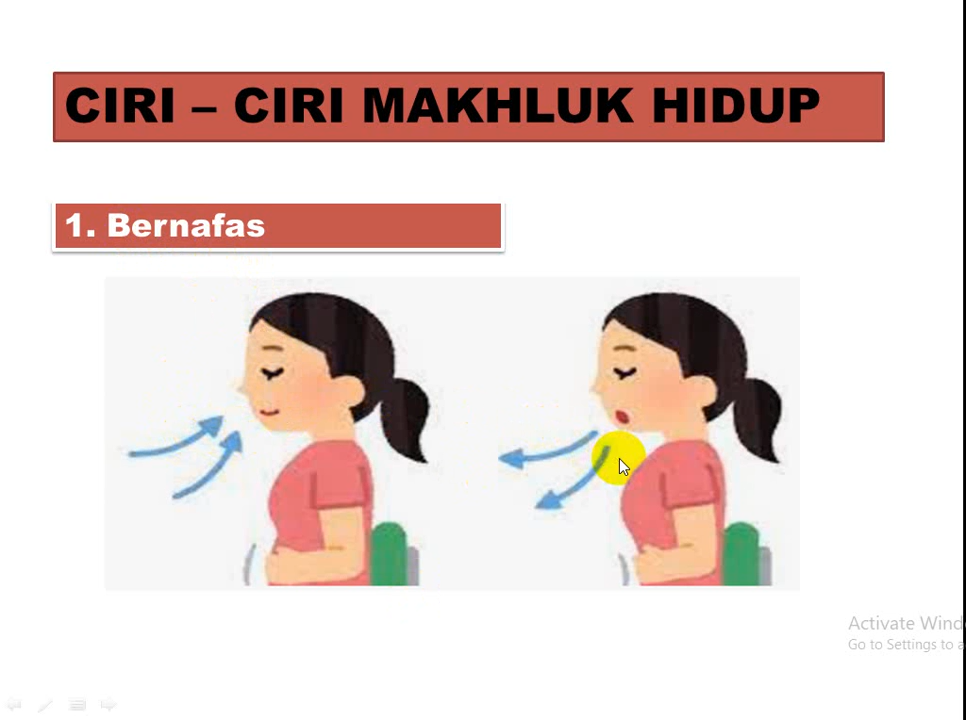 CIRI – CIRI MAKHLUK HIDUP
1. Bernafas
Activate Wind
Go to Settings to a